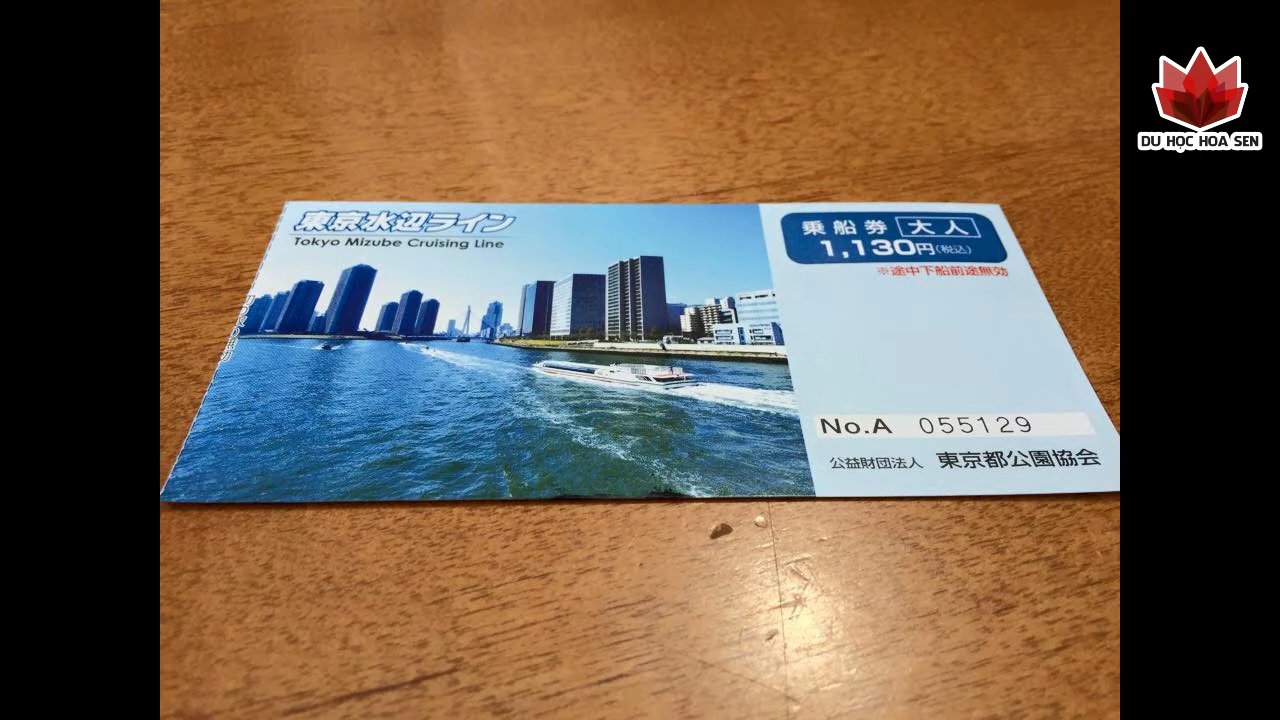 東京水辺ライン
Tokyo Mizube Cruising Line
乗船券 大人
1,130円(税込)
※途中下船前途無効
No.A 055129
公益財団法人 東京都公園協会
DU HỌC HOA SEN